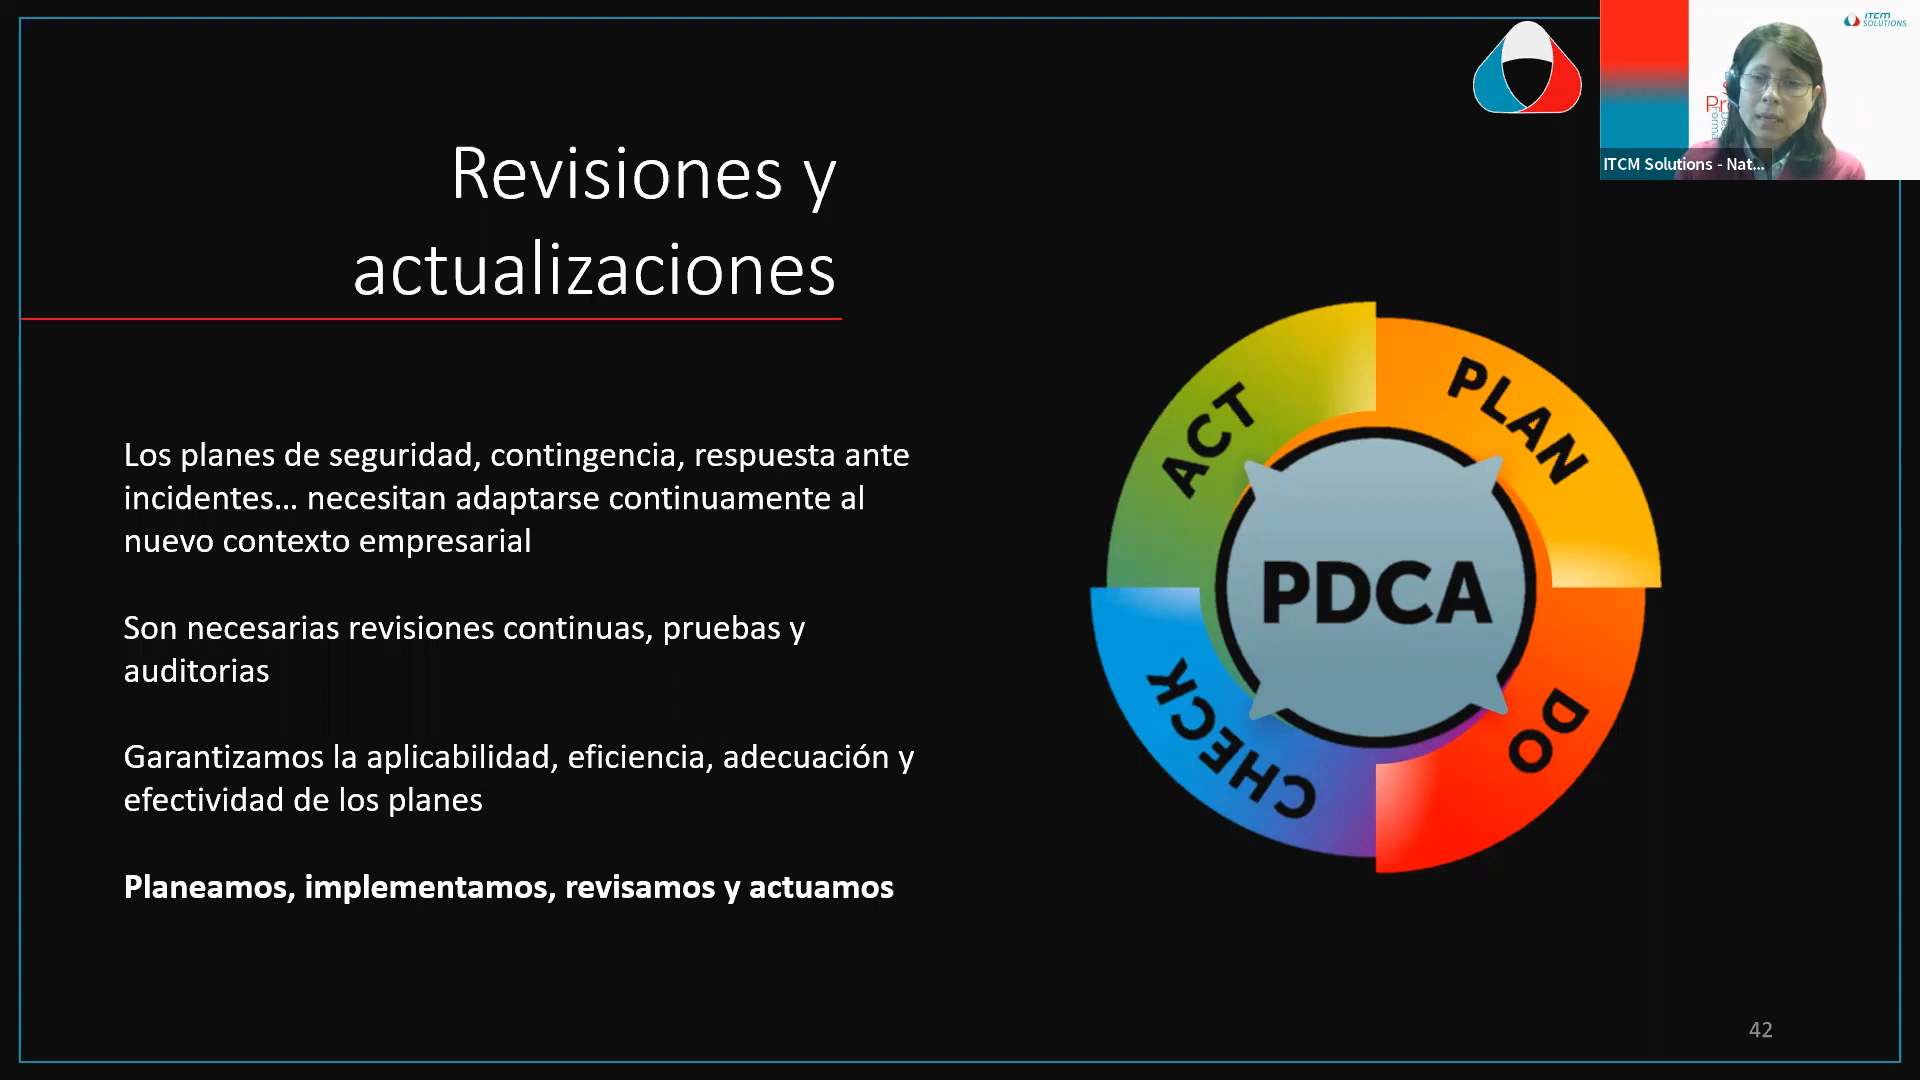 Revisiones y
actualizaciones
Los planes de seguridad, contingencia, respuesta ante
incidentes... necesitan adaptarse continuamente al
nuevo contexto empresarial
Son necesarias revisiones continuas, pruebas y
auditorias
Garantizamos la aplicabilidad, eficiencia, adecuación y
efectividad de los planes
Planeamos, implementamos, revisamos y actuamos
ACT
PLAN
PDCA
CHECK
DO
ITCM
SOLUTIONS
ITCM Solutions - Nat...
42